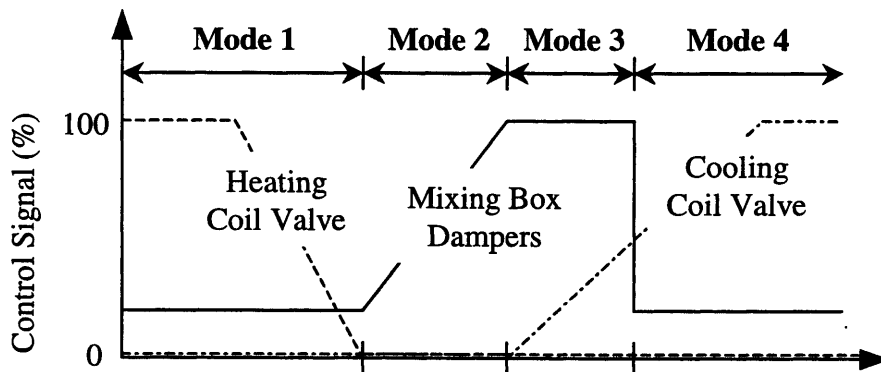 Mode 1 Mode 2 Mode 3 Mode 4
Control Signal (%)
100
0
Heating
Coil Valve
Mixing Box
Dampers
Cooling
Coil Valve